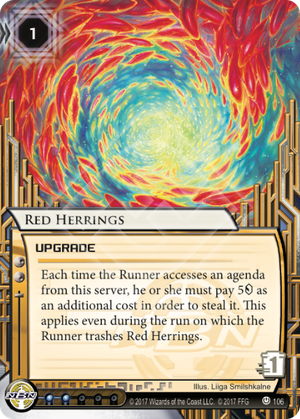 1
RED HERRINGS
UPGRADE
Each time the Runner accesses an agenda
from this server, he or she must pay 5 as
an additional cost in order to steal it. This
applies even during the run on which the
Runner trashes Red Herrings.
1
NBN
Illus. Liiga Smilshkalne
© 2017 Wizards of the Coast LLC. © 2017 FFG
106